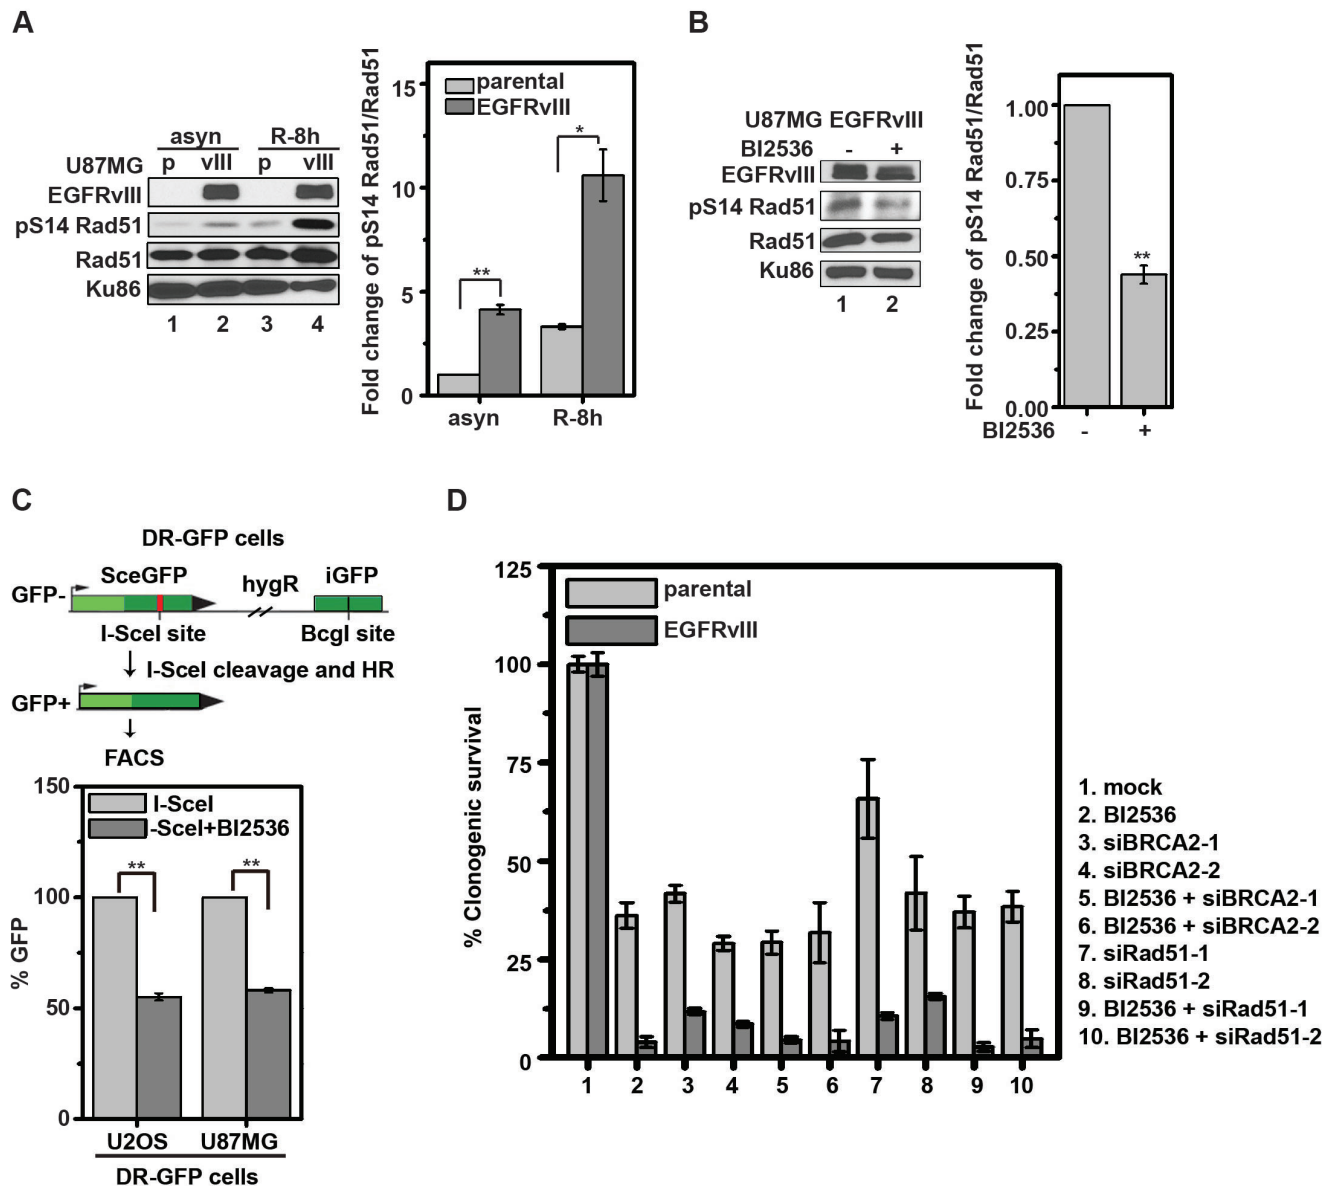 A
asyn R-8h
U87MG p vIII p vIII
EGFRvIII
pS14 Rad51
Rad51
Ku86
1 2 3 4
Fold change of pS14 Rad51/Rad51
15
10
5
0
parental
EGFRvIII
**
*
asyn R-8h
B
U87MG EGFRvIII
BI2536 - +
EGFRvIII
pS14 Rad51
Rad51
Ku86
1 2
Fold change of pS14 Rad51/Rad51
1.00
0.75
0.50
0.25
0.00
**
BI2536 - +
C
DR-GFP cells
SceGFP hygR iGFP
GFP-
I-SceI site BcgI site
I-SceI cleavage and HR
GFP+
FACS
% GFP
150
100
50
0
I-SceI
-SceI+BI2536
** **
U2OS U87MG
DR-GFP cells
D
% Clonogenic survival
125
100
75
50
25
0
parental
EGFRvIII
1 2 3 4 5 6 7 8 9 10
1. mock
2. BI2536
3. siBRCA2-1
4. siBRCA2-2
5. BI2536 + siBRCA2-1
6. BI2536 + siBRCA2-2
7. siRad51-1
8. siRad51-2
9. BI2536 + siRad51-1
10. BI2536 + siRad51-2